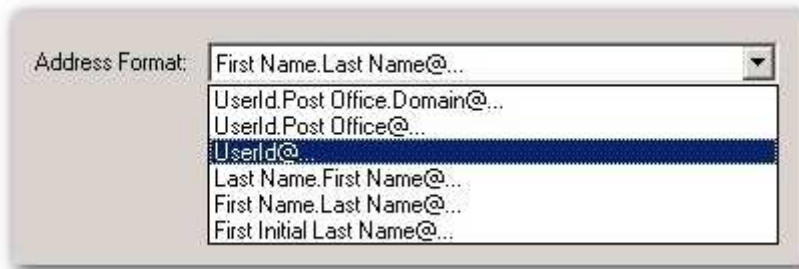 Address Format: First Name.Last Name@...
UserId.Post Office.Domain@...
UserId.Post Office@...
UserId@...
Last Name.First Name@...
First Name.Last Name@...
First Initial Last Name@...